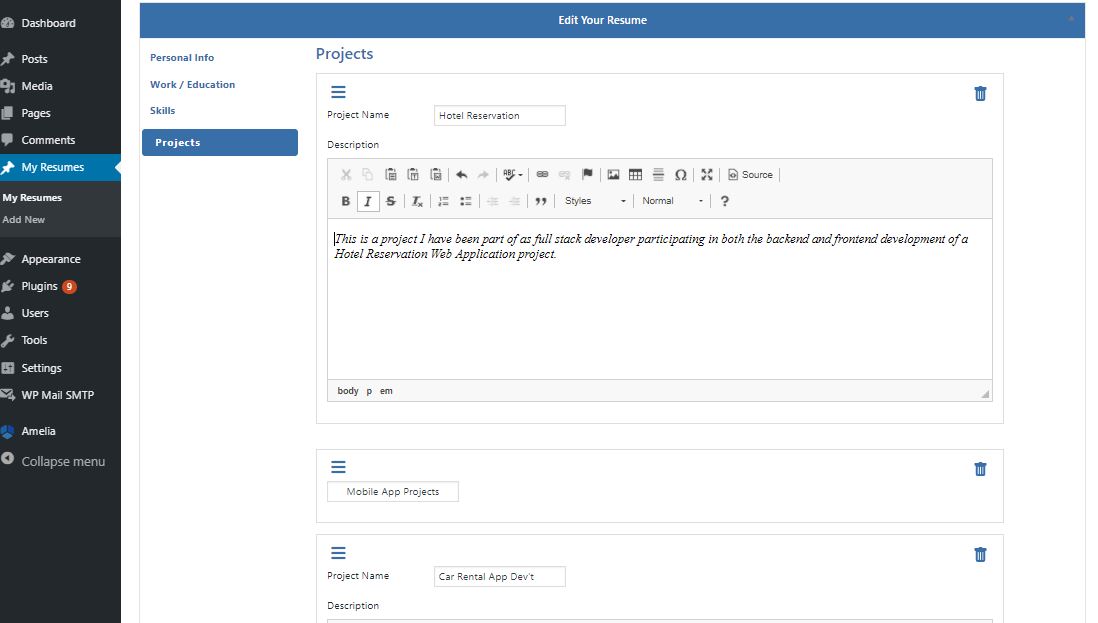 Edit Your Resume
Dashboard
Posts
Media
Pages
Comments
My Resumes
My Resumes
Add New
Appearance
Plugins 9
Users
Tools
Settings
WP Mail SMTP
Amelia
Collapse menu
Personal Info
Work / Education
Skills
Projects
Projects
Project Name Hotel Reservation
Description
ABC Ω Source
B I S Tx Styles Normal ?
This is a project I have been part of as full stack developer participating in both the backend and frontend development of a
Hotel Reservation Web Application project.
body p em
Mobile App Projects
Project Name Car Rental App Dev't
Description